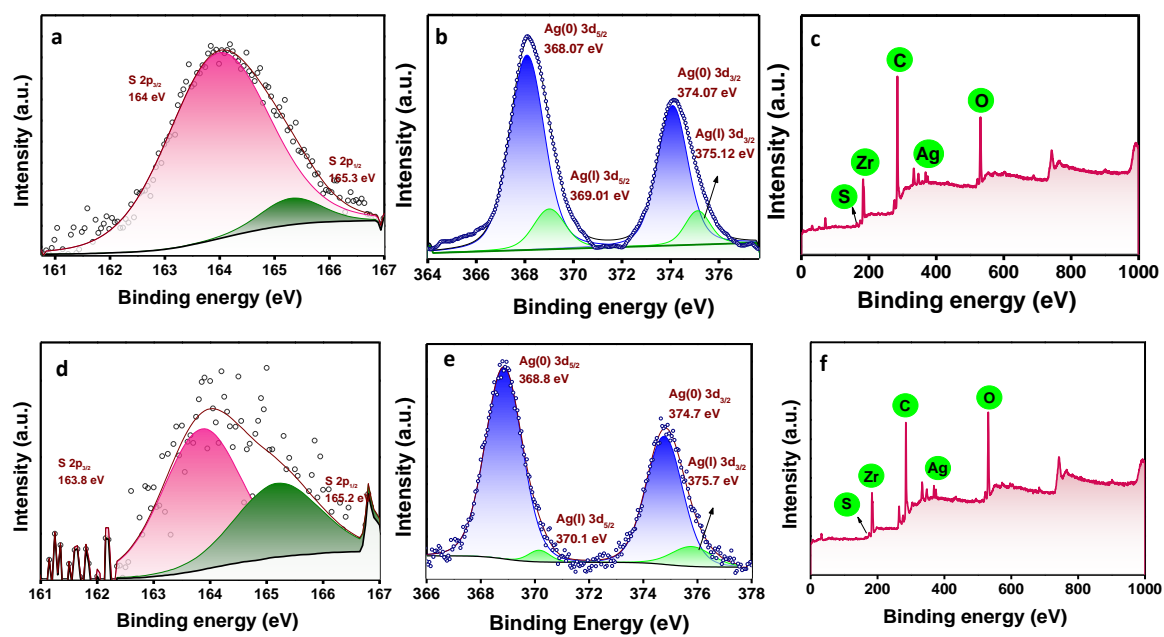 a
Intensity (a.u.)
S 2p3/2
164 eV
S 2p1/2
165.3 eV
161 162 163 164 165 166 167
Binding energy (eV)
b
Intensity (a.u.)
Ag(0) 3d5/2
368.07 eV
Ag(0) 3d3/2
374.07 eV
Ag(I) 3d3/2
375.12 eV
Ag(I) 3d5/2
369.01 eV
364 366 368 370 372 374 376
Binding energy (eV)
c
Intensity (a.u.)
C
O
Ag
Zr
S
0 200 400 600 800 1000
Binding energy (eV)
d
Intensity (a.u.)
S 2p3/2
163.8 eV
S 2p1/2
165.2 eV
161 162 163 164 165 166 167
Binding energy (eV)
e
Intensity (a.u.)
Ag(0) 3d5/2
368.8 eV
Ag(0) 3d3/2
374.7 eV
Ag(I) 3d3/2
375.7 eV
Ag(I) 3d5/2
370.1 eV
366 368 370 372 374 376 378
Binding Energy (eV)
f
Intensity (a.u.)
C
O
Ag
Zr
S
0 200 400 600 800 1000
Binding energy (eV)